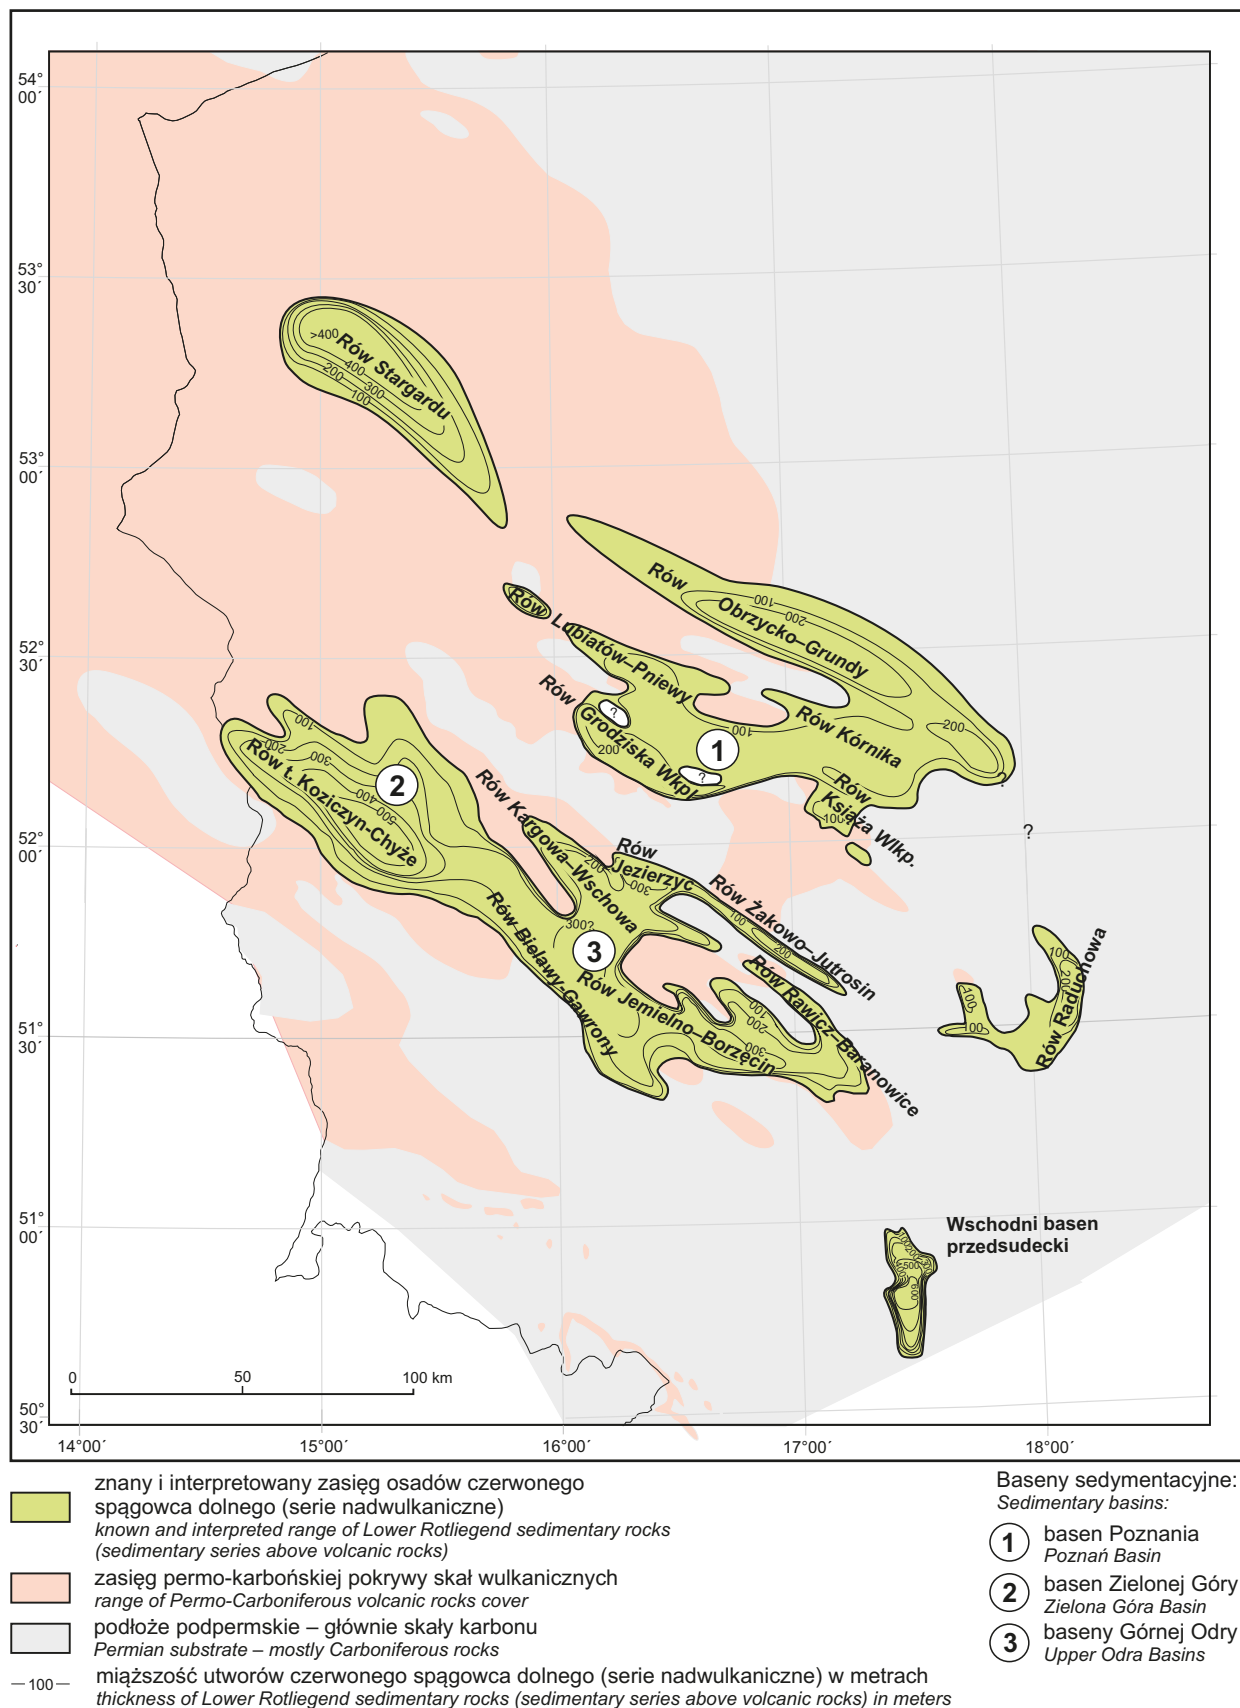 54°
00´
53°
30´
53°
00´
52°
30´
52°
00´
51°
30´
51°
00´
50°
30´
14°00´
15°00´
16°00´
17°00´
18°00´
>400
400
300
200
100
Rów Stargardu
Rów
Obrzycko–Grundy
100
200
Rów
Lubiatów–Pniewy
Rów
Grodziska Wkpl.
?
200
?
1
100
Rów Kórnika
200
?
Rów
Książa Wlkp.
100
?
100
200
300
400
500
2
Rów t. Koziczyn-Chyże
Rów Kargowa–Wschowa
Rów
Jezierzyc
200
300
Rów Żakowo–Jutrosin
100
200
300?
3
Rów Bielawy-Gawrony
Rów Jemielno–Borzęcin
100
200
300
Rów Rawicz–Baranowice
100
200
100
100
Rów Raduchowa
Wschodni basen
przedsudecki
500
600
0
50
100 km
znany i interpretowany zasięg osadów czerwonego
spągowca dolnego (serie nadwulkaniczne)
known and interpreted range of Lower Rotliegend sedimentary rocks
(sedimentary series above volcanic rocks)
zasięg permo-karbońskiej pokrywy skał wulkanicznych
range of Permo-Carboniferous volcanic rocks cover
podłoże podpermskie – głównie skały karbonu
Permian substrate – mostly Carboniferous rocks
100
miąższość utworów czerwonego spągowca dolnego (serie nadwulkaniczne) w metrach
thickness of Lower Rotliegend sedimentary rocks (sedimentary series above volcanic rocks) in meters
Baseny sedymentacyjne:
Sedimentary basins:
1
basen Poznania
Poznań Basin
2
basen Zielonej Góry
Zielona Góra Basin
3
baseny Górnej Odry
Upper Odra Basins